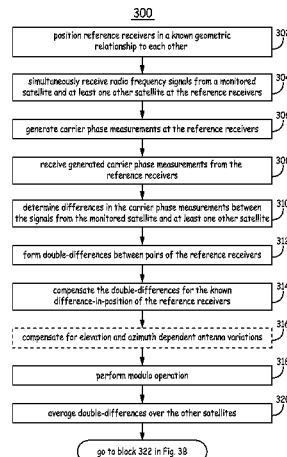 300
302
position reference receivers in a known geometric
relationship to each other
304
simultaneously receive radio frequency signals from a monitored
satellite and at least one other satellite at the reference receivers
306
generate carrier phase measurements at the reference receivers
308
receive generated carrier phase measurements from the
reference receivers
310
determine differences in the carrier phase measurements between
the signals from the monitored satellite and at least one other satellite
312
form double-differences between pairs of the reference receivers
314
compensate the double-differences for the known
difference-in-position of the reference receivers
316
compensate for elevation and azimuth dependent antenna variations
318
perform modulo operation
320
average double-differences over the other satellites
go to block 322 in Fig. 3B